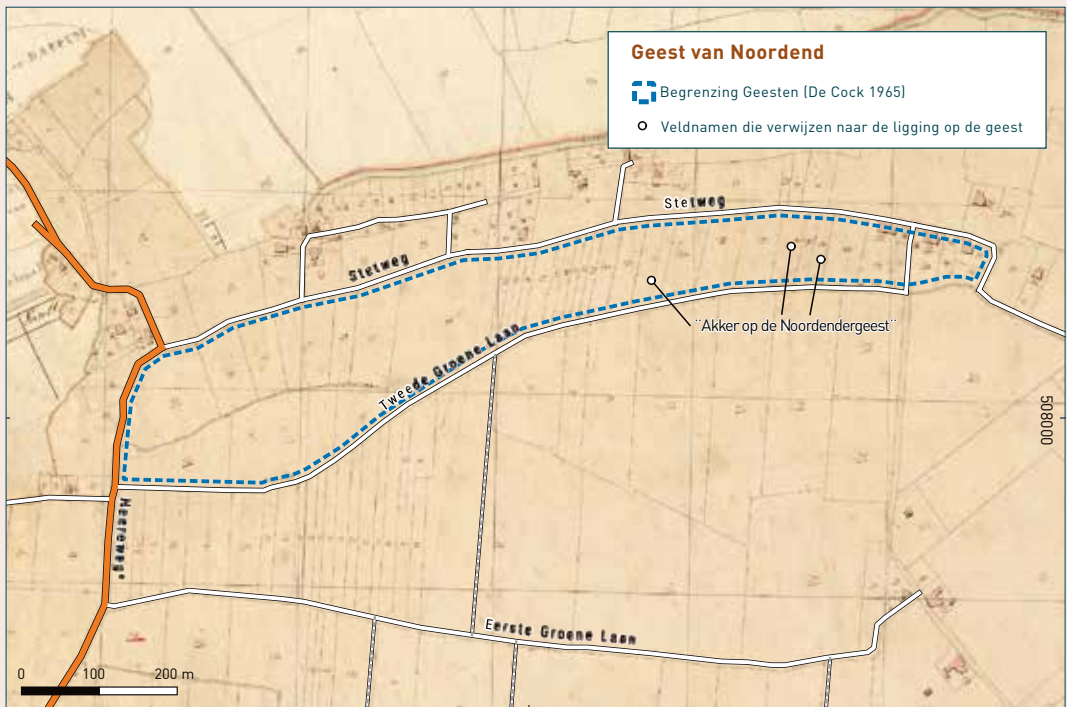 Geest van Noordend
Begrenzing Geesten (De Cock 1965)
Veldnamen die verwijzen naar de ligging op de geest
Stetweg
Stetweg
¨Akker op de Noordendergeest¨
Tweede Groene Laan
508000
Heereweg
Eerste Groene Laan
0 100 200 m